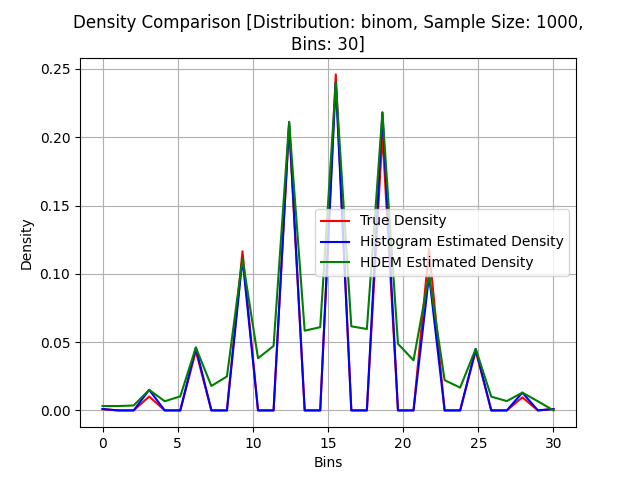 Density Comparison [Distribution: binom, Sample Size: 1000,
Bins: 30]
0.25
0.20
0.15
0.10
0.05
0.00
Density
True Density
Histogram Estimated Density
HDEM Estimated Density
0 5 10 15 20 25 30
Bins